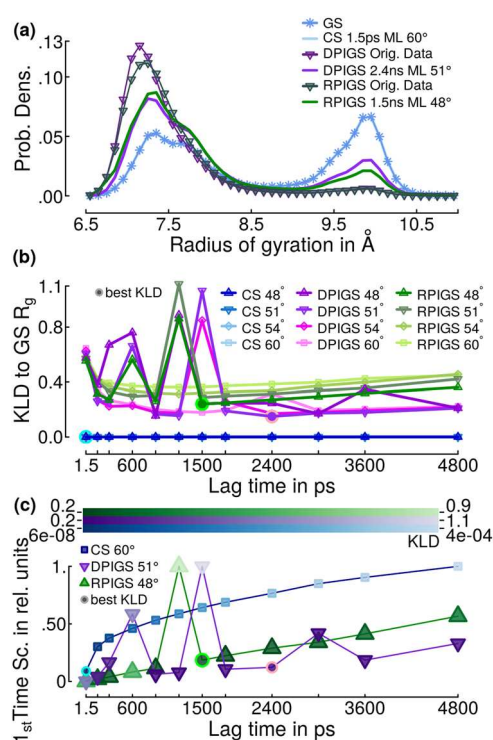 (a)
GS
CS 1.5ps ML 60°
DPIGS Orig. Data
DPIGS 2.4ns ML 51°
RPIGS Orig. Data
RPIGS 1.5ns ML 48°
Prob. Dens.
.13
.10
.05
.00
6.5 7.5 8.5 9.5 10.5
Radius of gyration in Å
(b)
best KLD
CS 48° DPIGS 48° RPIGS 48°
CS 51° DPIGS 51° RPIGS 51°
CS 54° DPIGS 54° RPIGS 54°
CS 60° DPIGS 60° RPIGS 60°
KLD to GS Rg
1.1
0.8
0.4
0.0
1.5 600 1500 2400 3600 4800
Lag time in ps
(c)
0.2 0.9
0.2 1.1
6e-08 KLD 4e-04
CS 60°
DPIGS 51°
RPIGS 48°
best KLD
1st Time Sc. in rel. units
1
.50
0
1.5 600 1500 2400 3600 4800
Lag time in ps